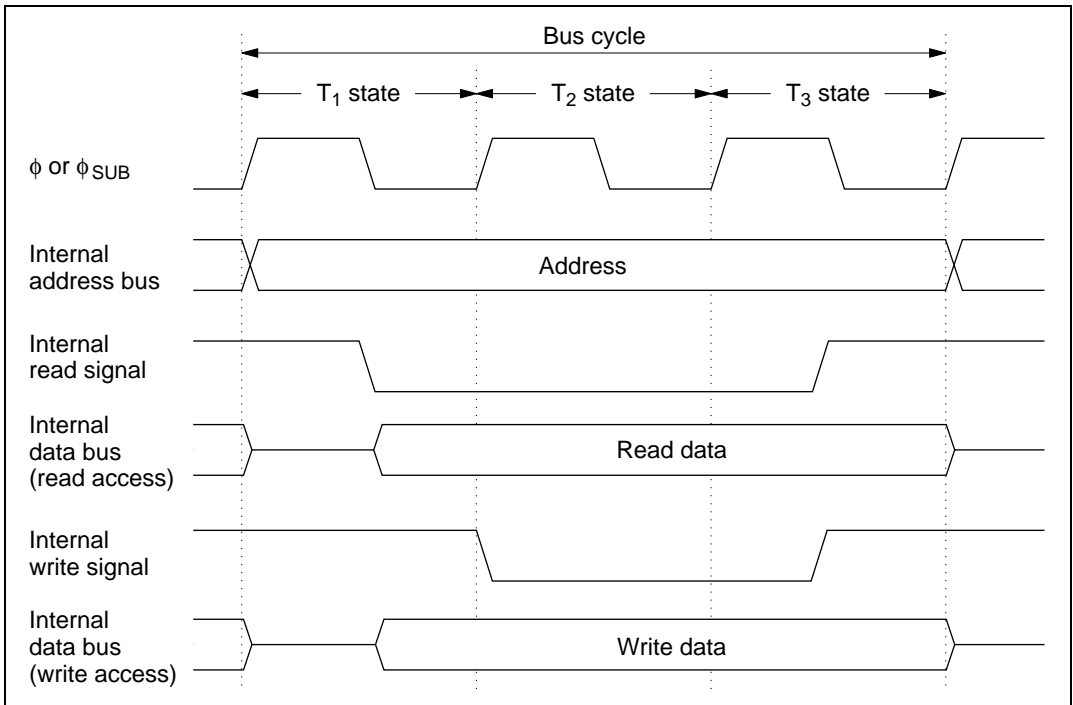 Bus cycle
T₁ state
T₂ state
T₃ state
φ or φSUB
Internal
address bus
Address
Internal
read signal
Internal
data bus
(read access)
Read data
Internal
write signal
Internal
data bus
(write access)
Write data